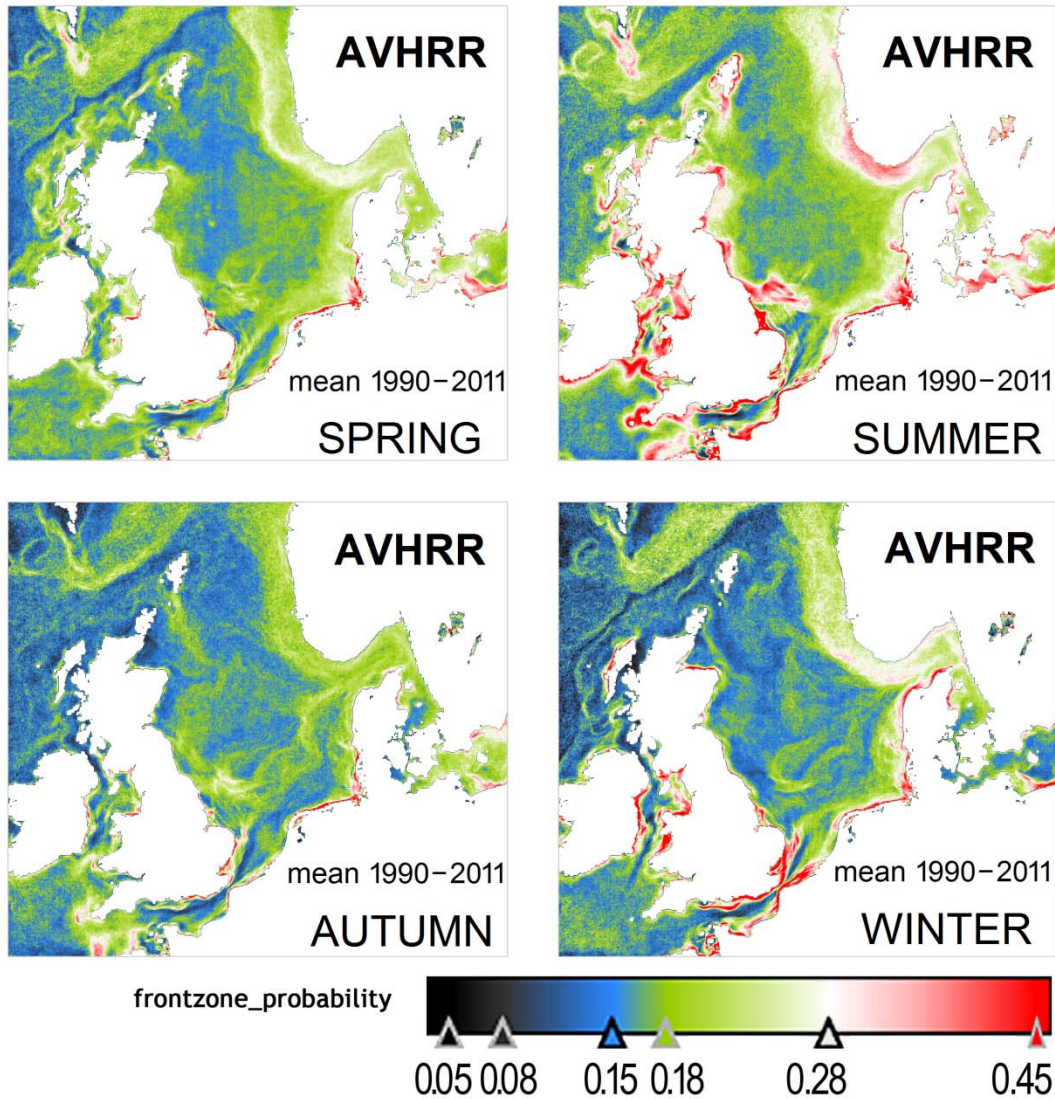 AVHRR
mean 1990–2011
SPRING
AVHRR
mean 1990–2011
SUMMER
AVHRR
mean 1990–2011
AUTUMN
AVHRR
mean 1990–2011
WINTER
frontzone_probability
0.05 0.08 0.15 0.18 0.28 0.45